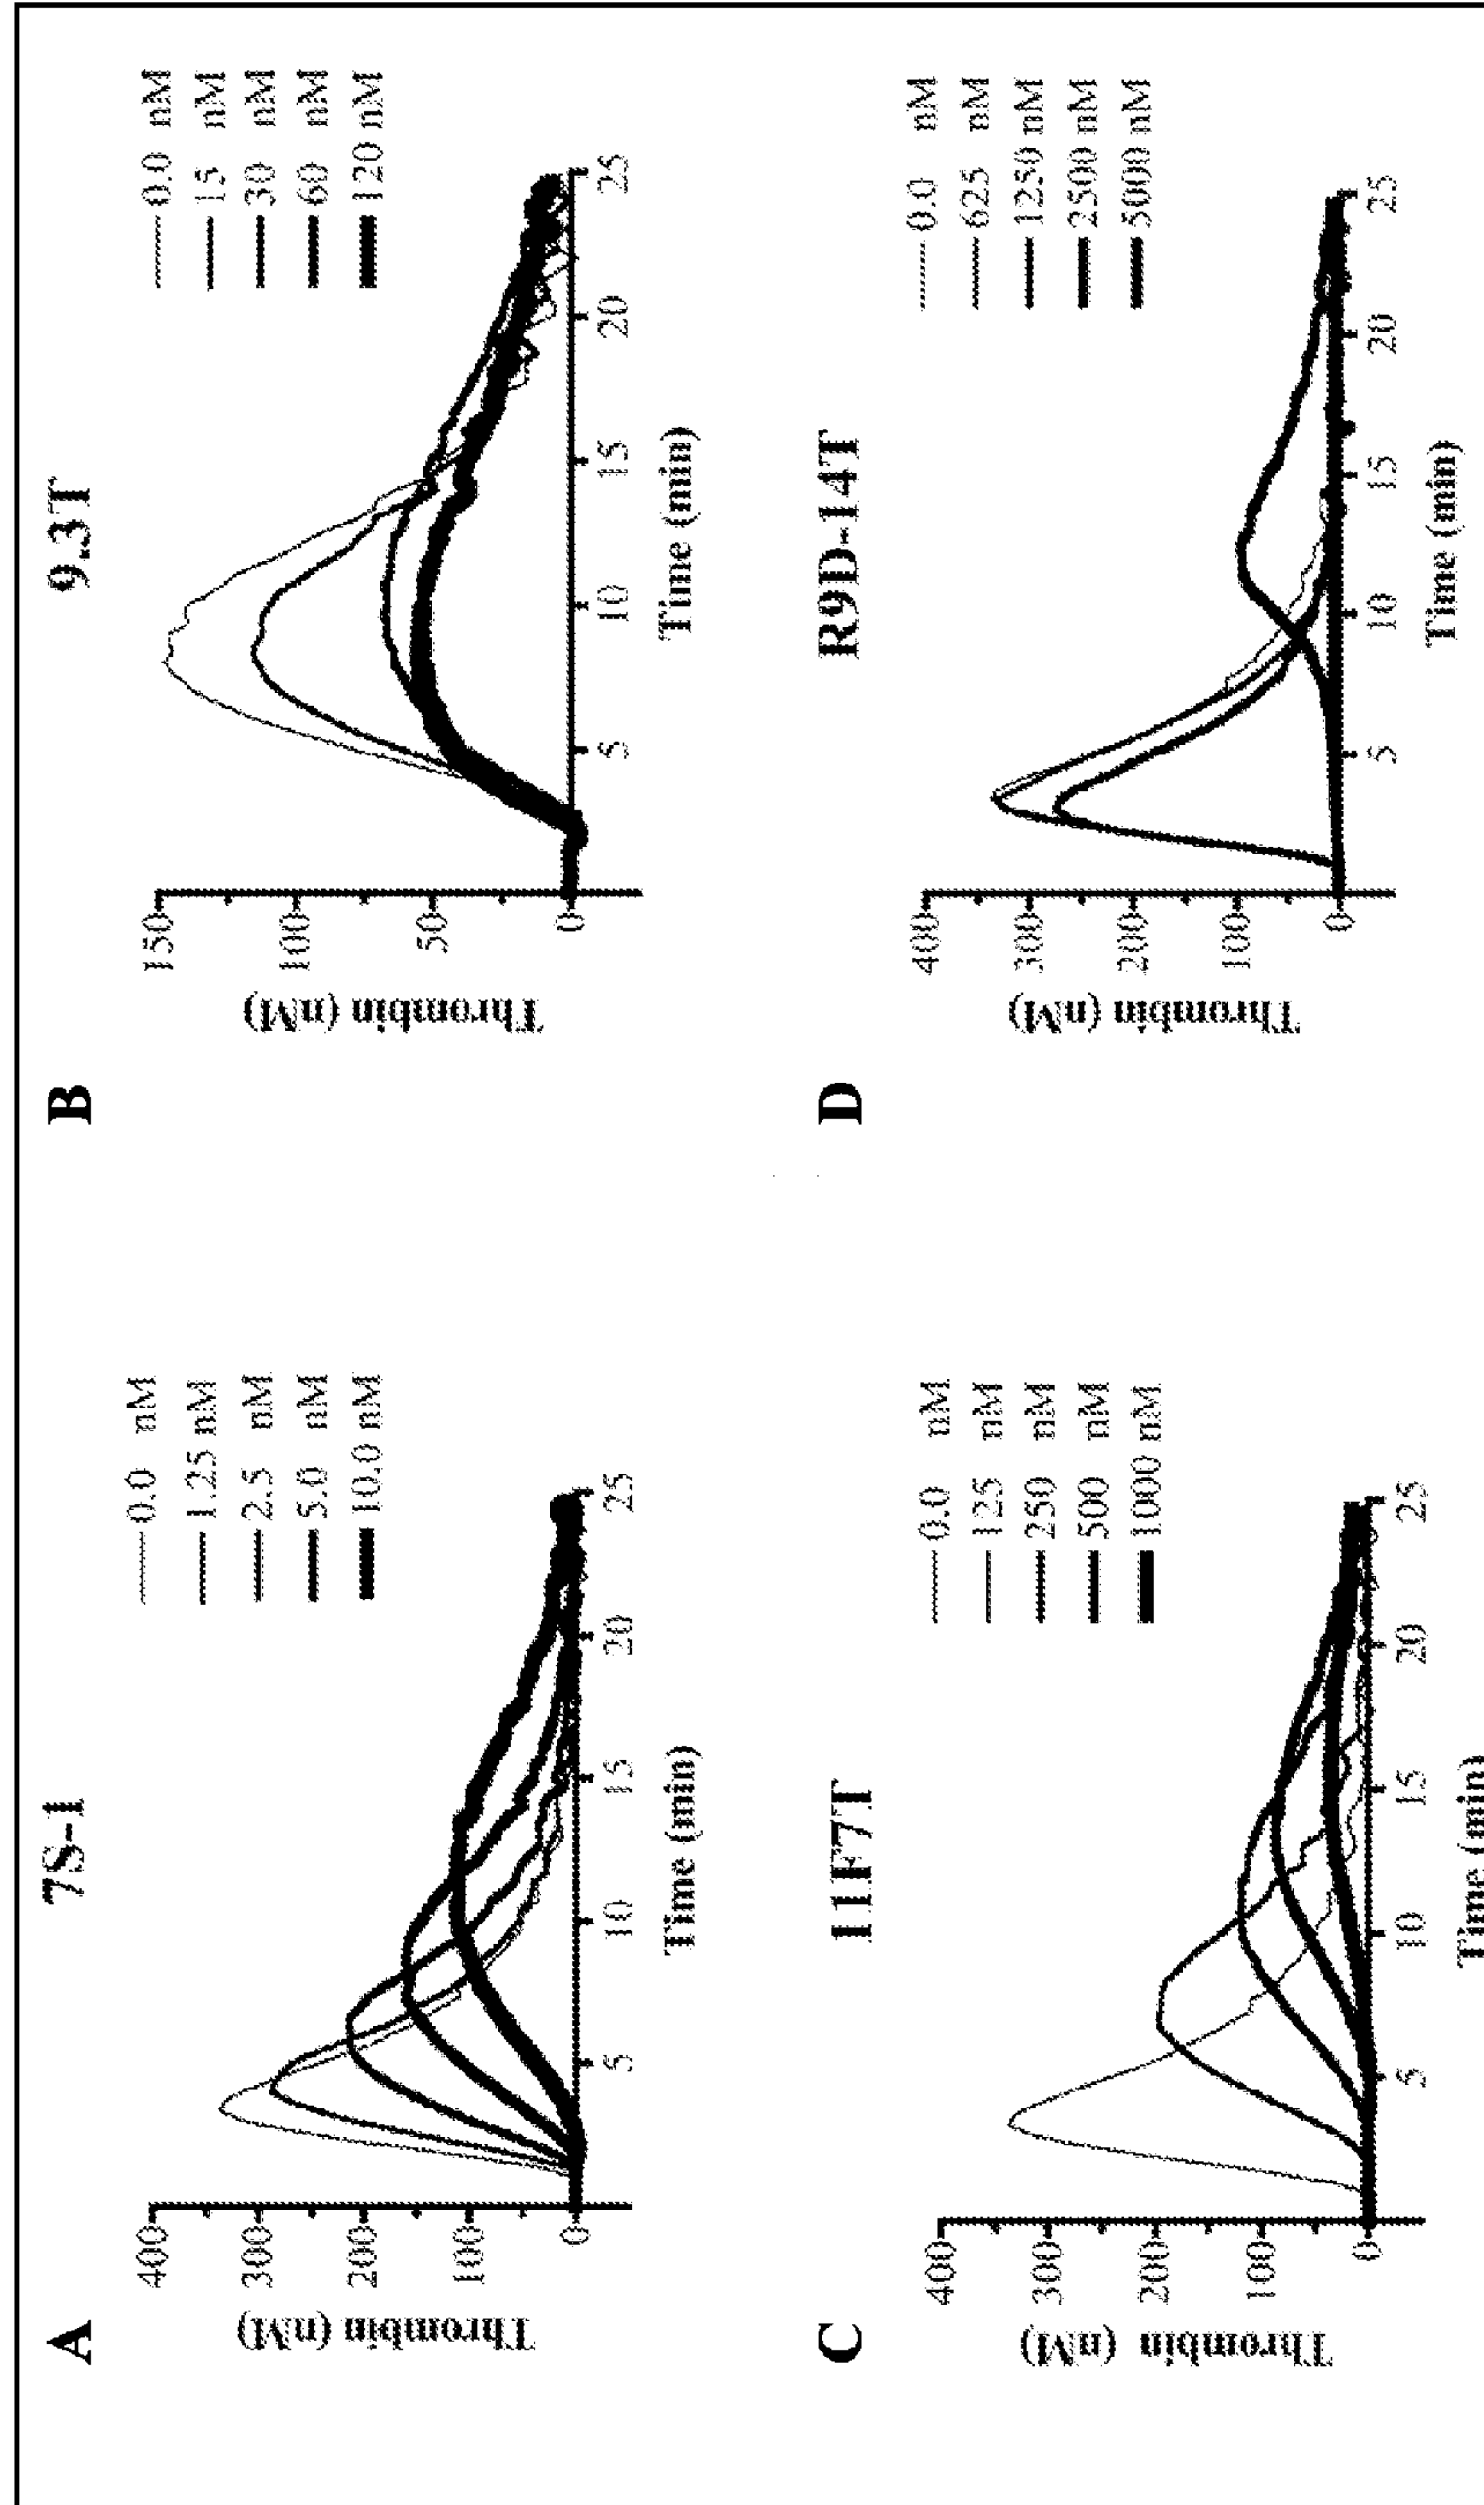 A
7S-1
Thrombin (nM)
400
300
200
100
0
5
10
15
20
25
Time (min)
0.0 nM
1.25 nM
2.5 nM
5.0 nM
10.0 nM
B
9.3T
Thrombin (nM)
150
100
50
0
5
10
15
20
25
Time (min)
0.0 nM
15 nM
30 nM
60 nM
120 nM
C
11F7T
Thrombin (nM)
400
300
200
100
0
5
10
15
20
25
Time (min)
0.0 nM
125 nM
250 nM
500 nM
1000 nM
D
R9D-14T
Thrombin (nM)
400
300
200
100
0
5
10
15
20
25
Time (min)
0.0 nM
625 nM
1250 nM
2500 nM
5000 nM